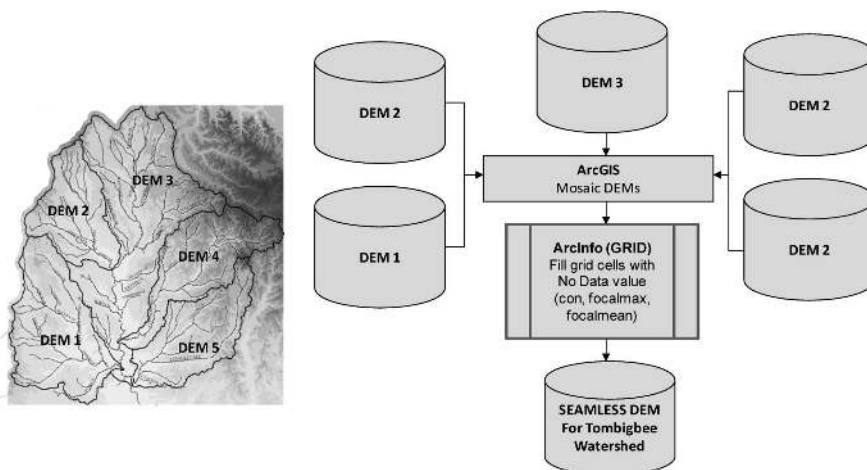 DEM 3
DEM 2
DEM 4
DEM 1
DEM 5
DEM 2
DEM 3
DEM 2
DEM 1
DEM 2
ArcGIS
Mosaic DEMs
ArcInfo (GRID)
Fill grid cells with
No Data value
(con, focalmax,
focalmean)
SEAMLESS DEM
For Tombigbee
Watershed